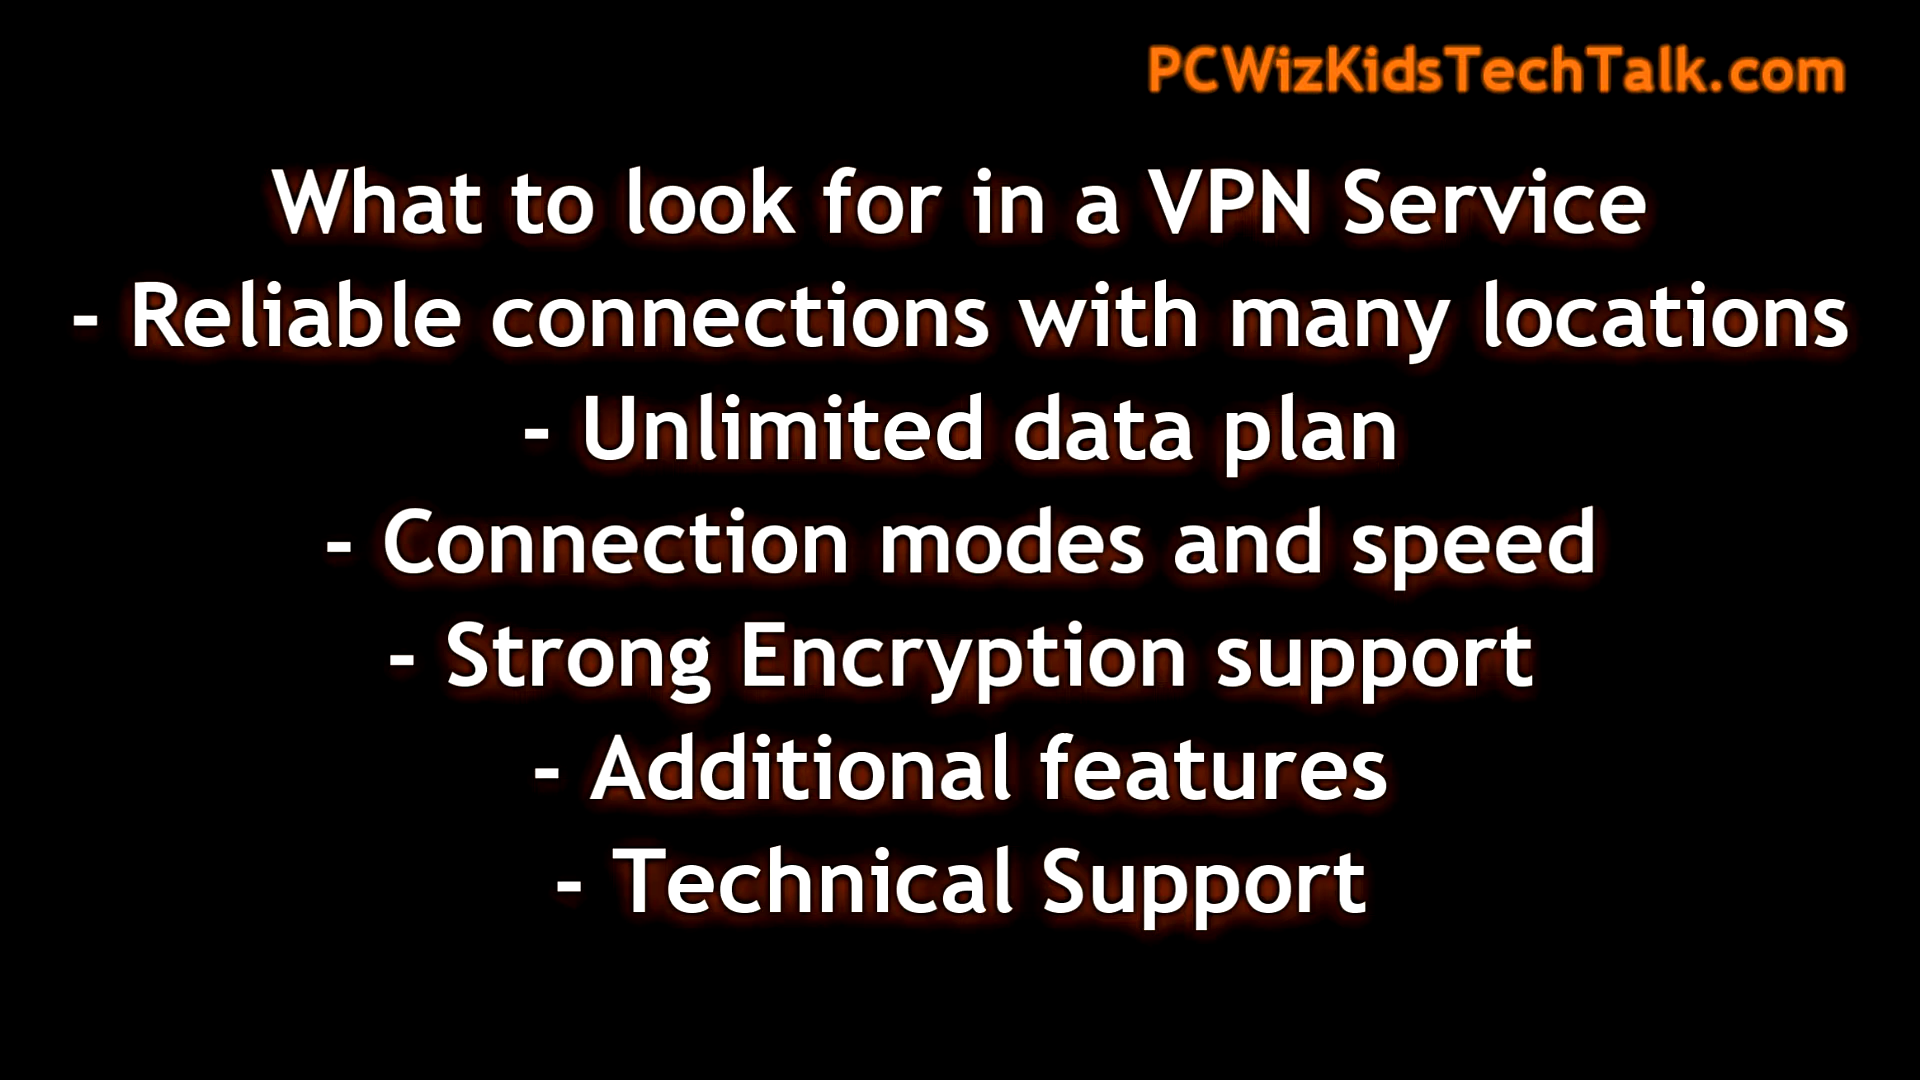 PCWizKidsTechTalk.com
What to look for in a VPN Service
- Reliable connections with many locations
- Unlimited data plan
- Connection modes and speed
- Strong Encryption support
- Additional features
- Technical Support